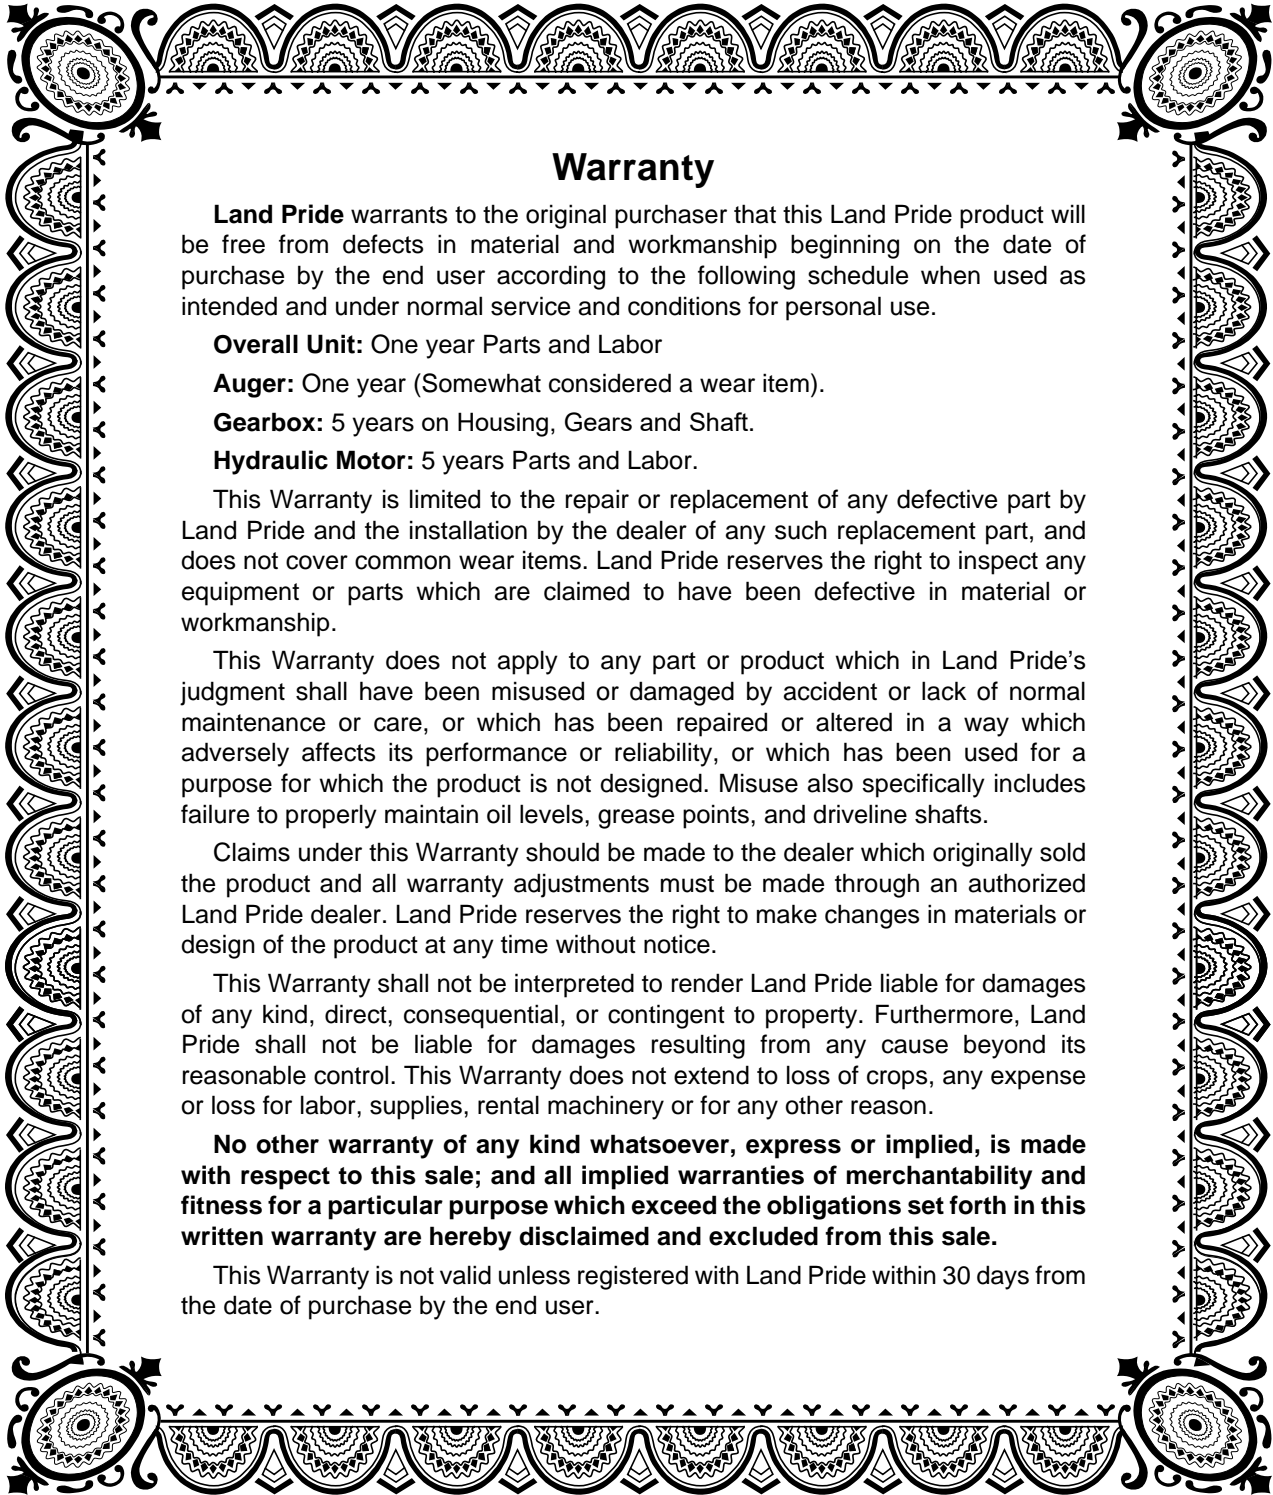 Warranty
Land Pride warrants to the original purchaser that this Land Pride product will
be free from defects in material and workmanship beginning on the date of
purchase by the end user according to the following schedule when used as
intended and under normal service and conditions for personal use.
Overall Unit: One year Parts and Labor
Auger: One year (Somewhat considered a wear item).
Gearbox: 5 years on Housing, Gears and Shaft.
Hydraulic Motor: 5 years Parts and Labor.
This Warranty is limited to the repair or replacement of any defective part by
Land Pride and the installation by the dealer of any such replacement part, and
does not cover common wear items. Land Pride reserves the right to inspect any
equipment or parts which are claimed to have been defective in material or
workmanship.
This Warranty does not apply to any part or product which in Land Pride’s
judgment shall have been misused or damaged by accident or lack of normal
maintenance or care, or which has been repaired or altered in a way which
adversely affects its performance or reliability, or which has been used for a
purpose for which the product is not designed. Misuse also specifically includes
failure to properly maintain oil levels, grease points, and driveline shafts.
Claims under this Warranty should be made to the dealer which originally sold
the product and all warranty adjustments must be made through an authorized
Land Pride dealer. Land Pride reserves the right to make changes in materials or
design of the product at any time without notice.
This Warranty shall not be interpreted to render Land Pride liable for damages
of any kind, direct, consequential, or contingent to property. Furthermore, Land
Pride shall not be liable for damages resulting from any cause beyond its
reasonable control. This Warranty does not extend to loss of crops, any expense
or loss for labor, supplies, rental machinery or for any other reason.
No other warranty of any kind whatsoever, express or implied, is made
with respect to this sale; and all implied warranties of merchantability and
fitness for a particular purpose which exceed the obligations set forth in this
written warranty are hereby disclaimed and excluded from this sale.
This Warranty is not valid unless registered with Land Pride within 30 days from
the date of purchase by the end user.